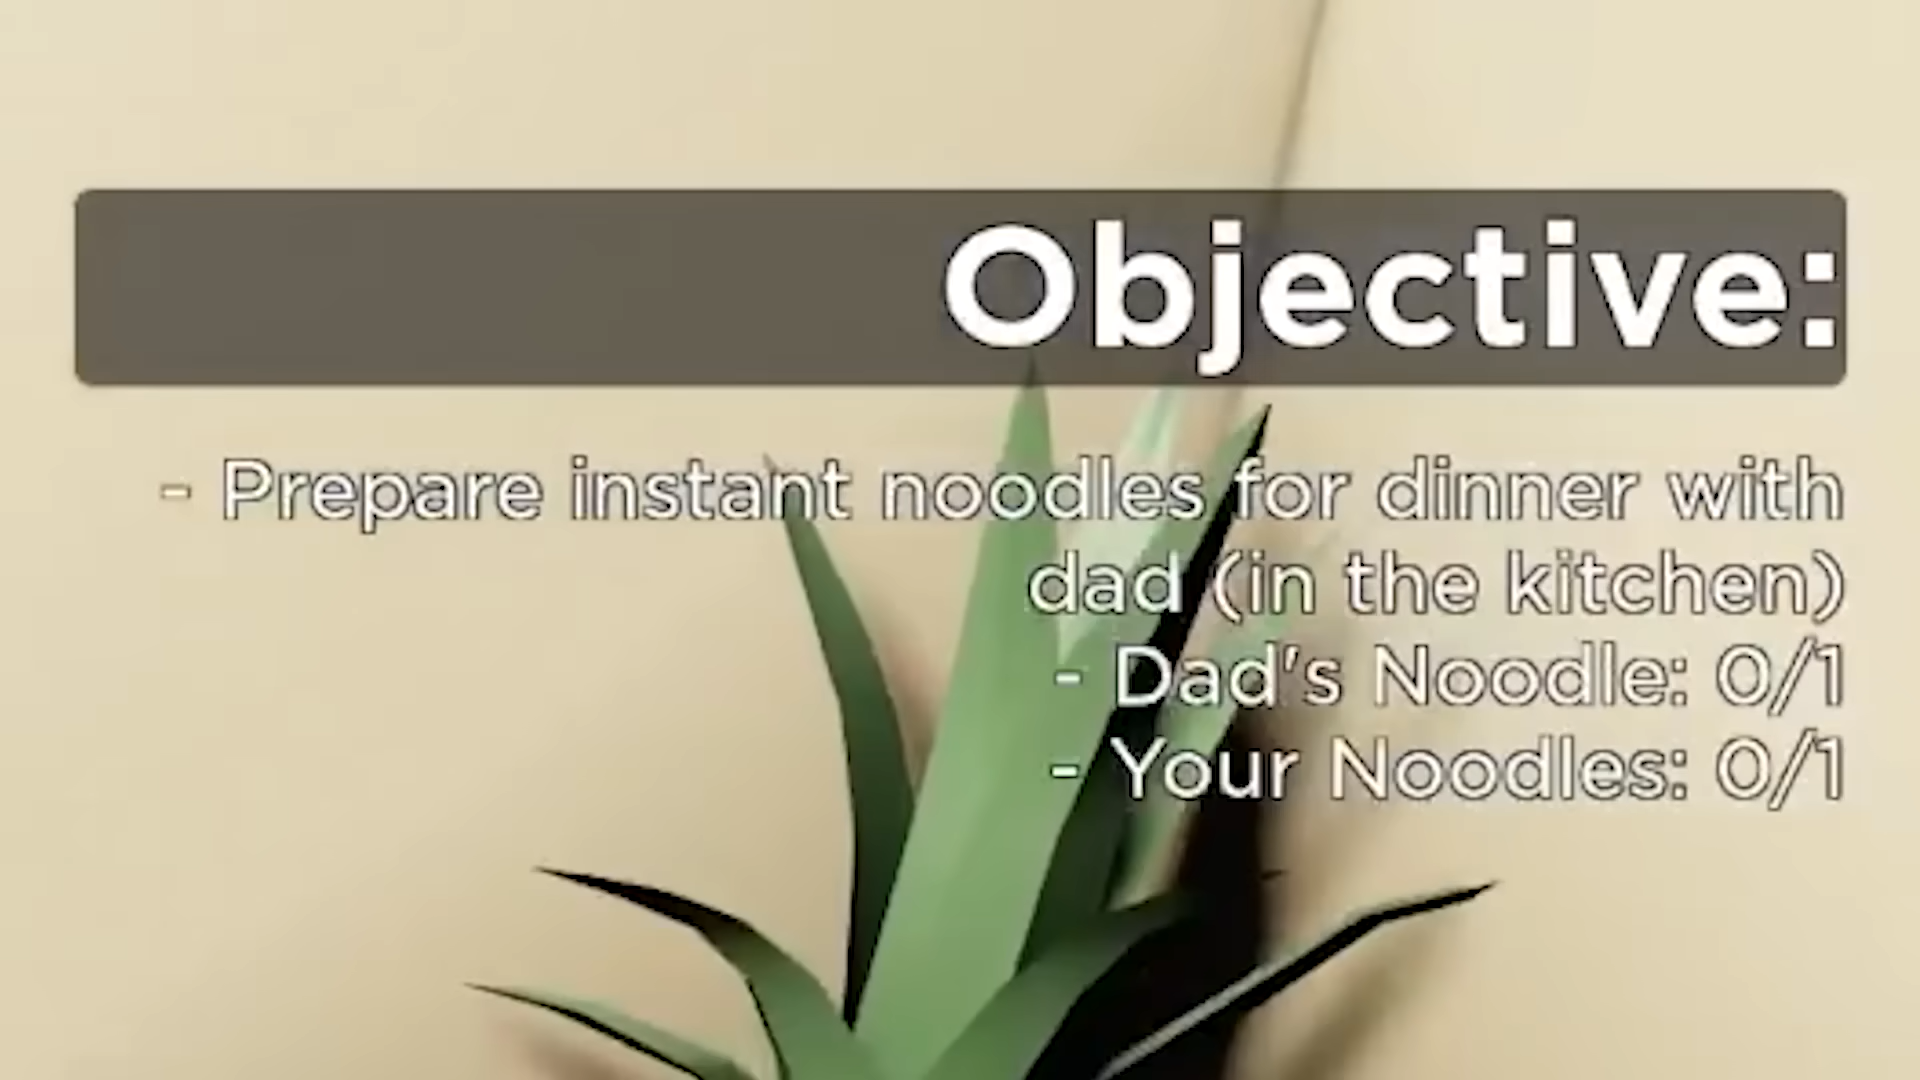 Objective:
- Prepare instant noodles for dinner with
dad (in the kitchen)
- Dad's Noodle: 0/1
- Your Noodles: 0/1